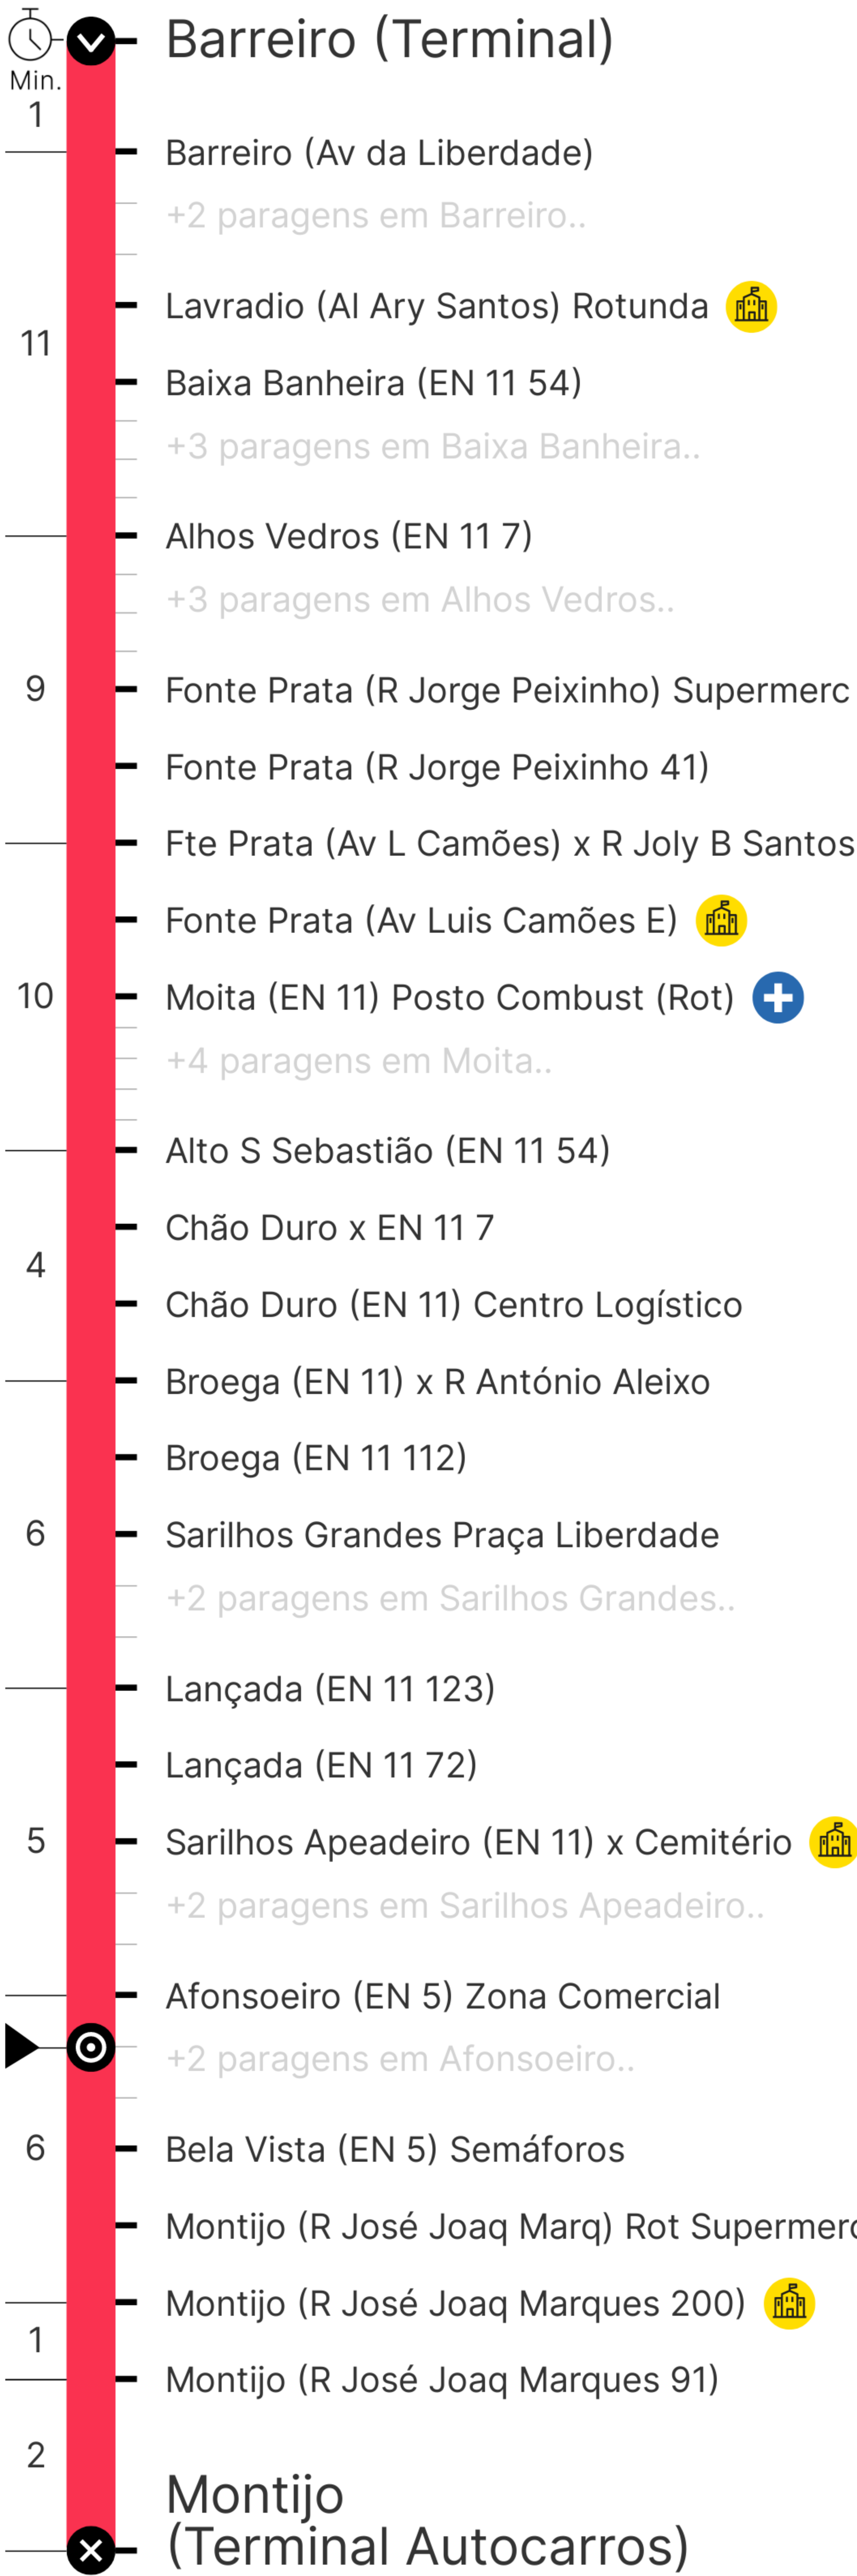 Barreiro (Terminal)
Min.
1
Barreiro (Av da Liberdade)
+2 paragens em Barreiro..
Lavradio (Al Ary Santos) Rotunda
11
Baixa Banheira (EN 11 54)
+3 paragens em Baixa Banheira..
Alhos Vedros (EN 11 7)
+3 paragens em Alhos Vedros..
9
Fonte Prata (R Jorge Peixinho) Supermerc
Fonte Prata (R Jorge Peixinho 41)
Fte Prata (Av L Camões) x R Joly B Santos
Fonte Prata (Av Luis Camões E)
10
Moita (EN 11) Posto Combust (Rot)
+4 paragens em Moita..
Alto S Sebastião (EN 11 54)
Chão Duro x EN 11 7
4
Chão Duro (EN 11) Centro Logístico
Broega (EN 11) x R António Aleixo
Broega (EN 11 112)
6
Sarilhos Grandes Praça Liberdade
+2 paragens em Sarilhos Grandes..
Lançada (EN 11 123)
Lançada (EN 11 72)
5
Sarilhos Apeadeiro (EN 11) x Cemitério
+2 paragens em Sarilhos Apeadeiro..
Afonsoeiro (EN 5) Zona Comercial
+2 paragens em Afonsoeiro..
6
Bela Vista (EN 5) Semáforos
Montijo (R José Joaq Marq) Rot Supermerc
Montijo (R José Joaq Marques 200)
1
Montijo (R José Joaq Marques 91)
2
Montijo
(Terminal Autocarros)